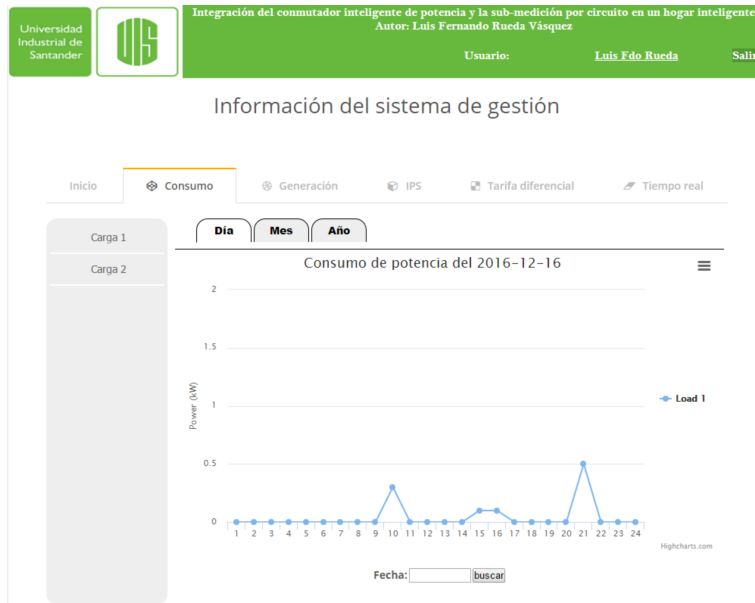 Universidad
Industrial de
Santander
UIS
Integración del conmutador inteligente de potencia y la sub-medición por circuito en un hogar inteligente
Autor: Luis Fernando Rueda Vásquez
Usuario: Luis Fdo Rueda Salir
Información del sistema de gestión
Inicio Consumo Generación IPS Tarifa diferencial Tiempo real
Carga 1
Carga 2
Día Mes Año
Consumo de potencia del 2016-12-16
Power (kW)
2
1.5
1
0.5
0
1 2 3 4 5 6 7 8 9 10 11 12 13 14 15 16 17 18 19 20 21 22 23 24
Load 1
Highcharts.com
Fecha: buscar